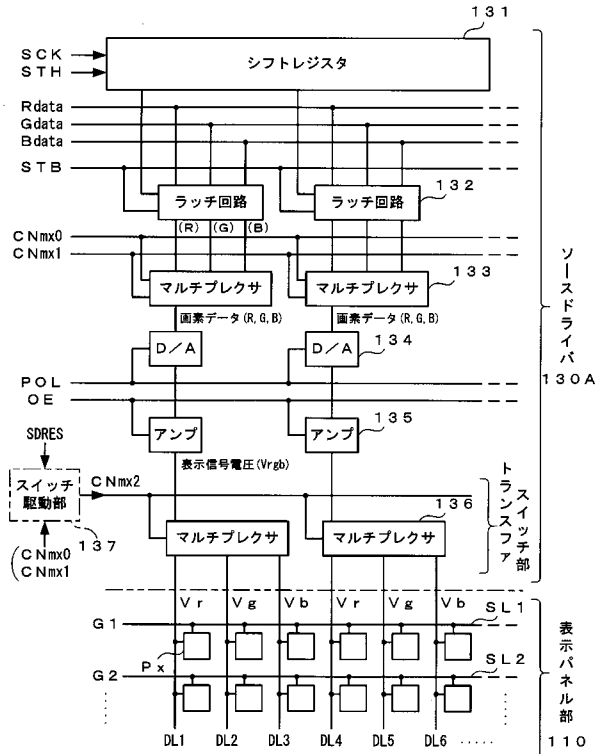 131
SCK
STH
シフトレジスタ
Rdata
Gdata
Bdata
STB
132
ラッチ回路
ラッチ回路
(R) (G) (B)
CNmx0
CNmx1
133
マルチプレクサ
マルチプレクサ
画素データ(R,G,B)
画素データ(R,G,B)
D/A
D/A
134
POL
OE
135
アンプ
アンプ
SDRES
表示信号電圧(Vrgb)
スイッチ
駆動部
CNmx2
136
137
マルチプレクサ
マルチプレクサ
(CNmx0
CNmx1)
トランスファ
スイッチ部
ソースドライバ
130A
Vr Vg Vb Vr Vg Vb
G1
SL1
Px
G2
SL2
DL1 DL2 DL3 DL4 DL5 DL6 ・・・・・
表示パネル部
110